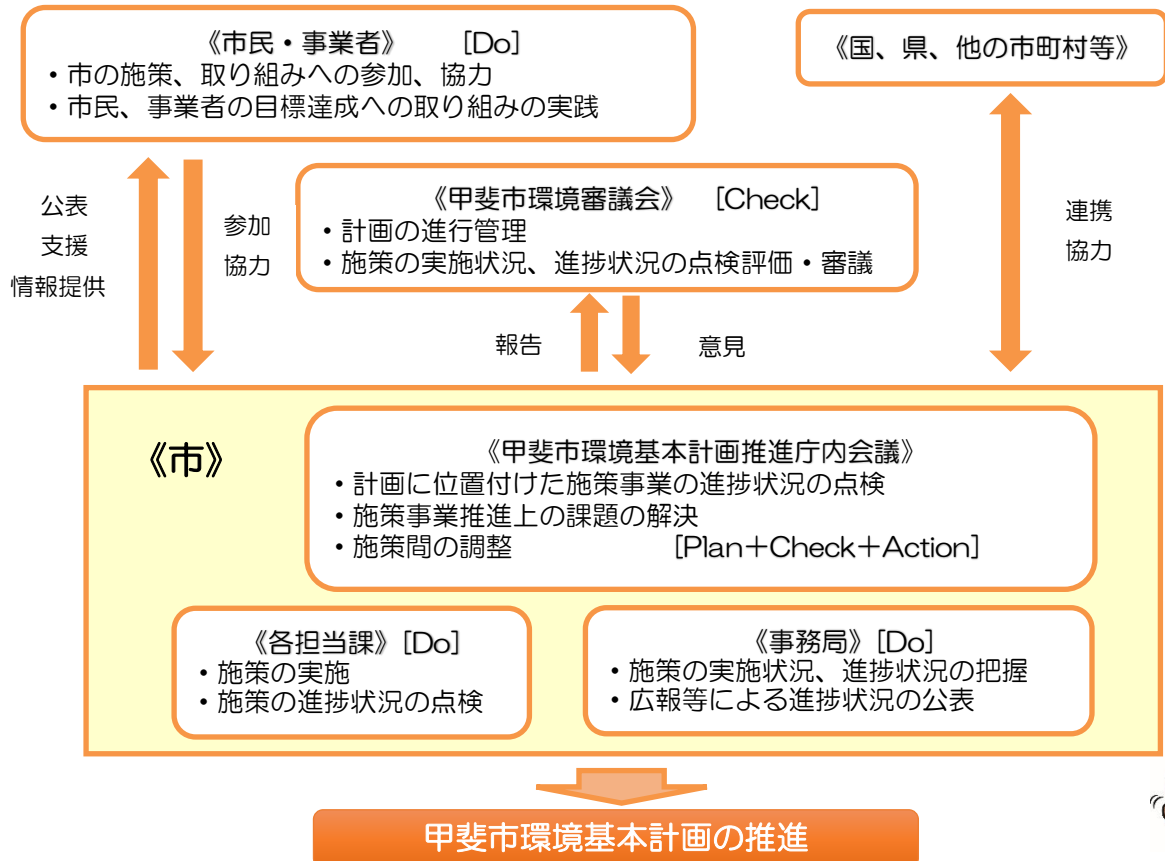 《市民・事業者》 [Do]
・市の施策、取り組みへの参加、協力
・市民、事業者の目標達成への取り組みの実践
《国、県、他の市町村等》
公表
支援
情報提供
参加
協力
《甲斐市環境審議会》 [Check]
・計画の進行管理
・施策の実施状況、進捗状況の点検評価・審議
連携
協力
報告
意見
《市》
《甲斐市環境基本計画推進庁内会議》
・計画に位置付けた施策事業の進捗状況の点検
・施策事業推進上の課題の解決
・施策間の調整 [Plan+Check+Action]
《各担当課》[Do]
・施策の実施
・施策の進捗状況の点検
《事務局》[Do]
・施策の実施状況、進捗状況の把握
・広報等による進捗状況の公表
甲斐市環境基本計画の推進